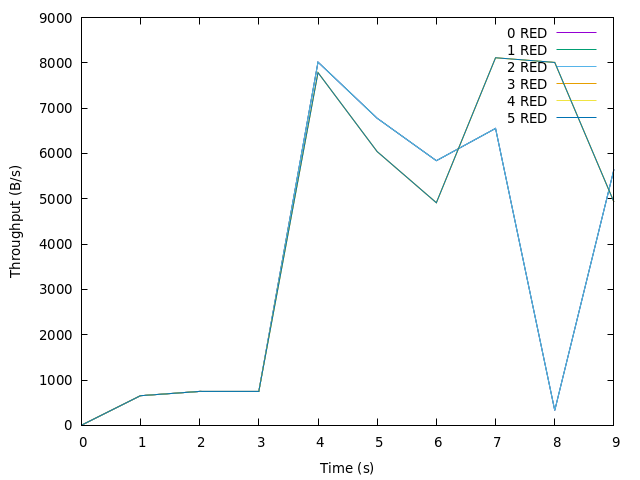 9000
8000
7000
6000
5000
4000
3000
2000
1000
0
Throughput (B/s)
0 RED
1 RED
2 RED
3 RED
4 RED
5 RED
0 1 2 3 4 5 6 7 8 9
Time (s)